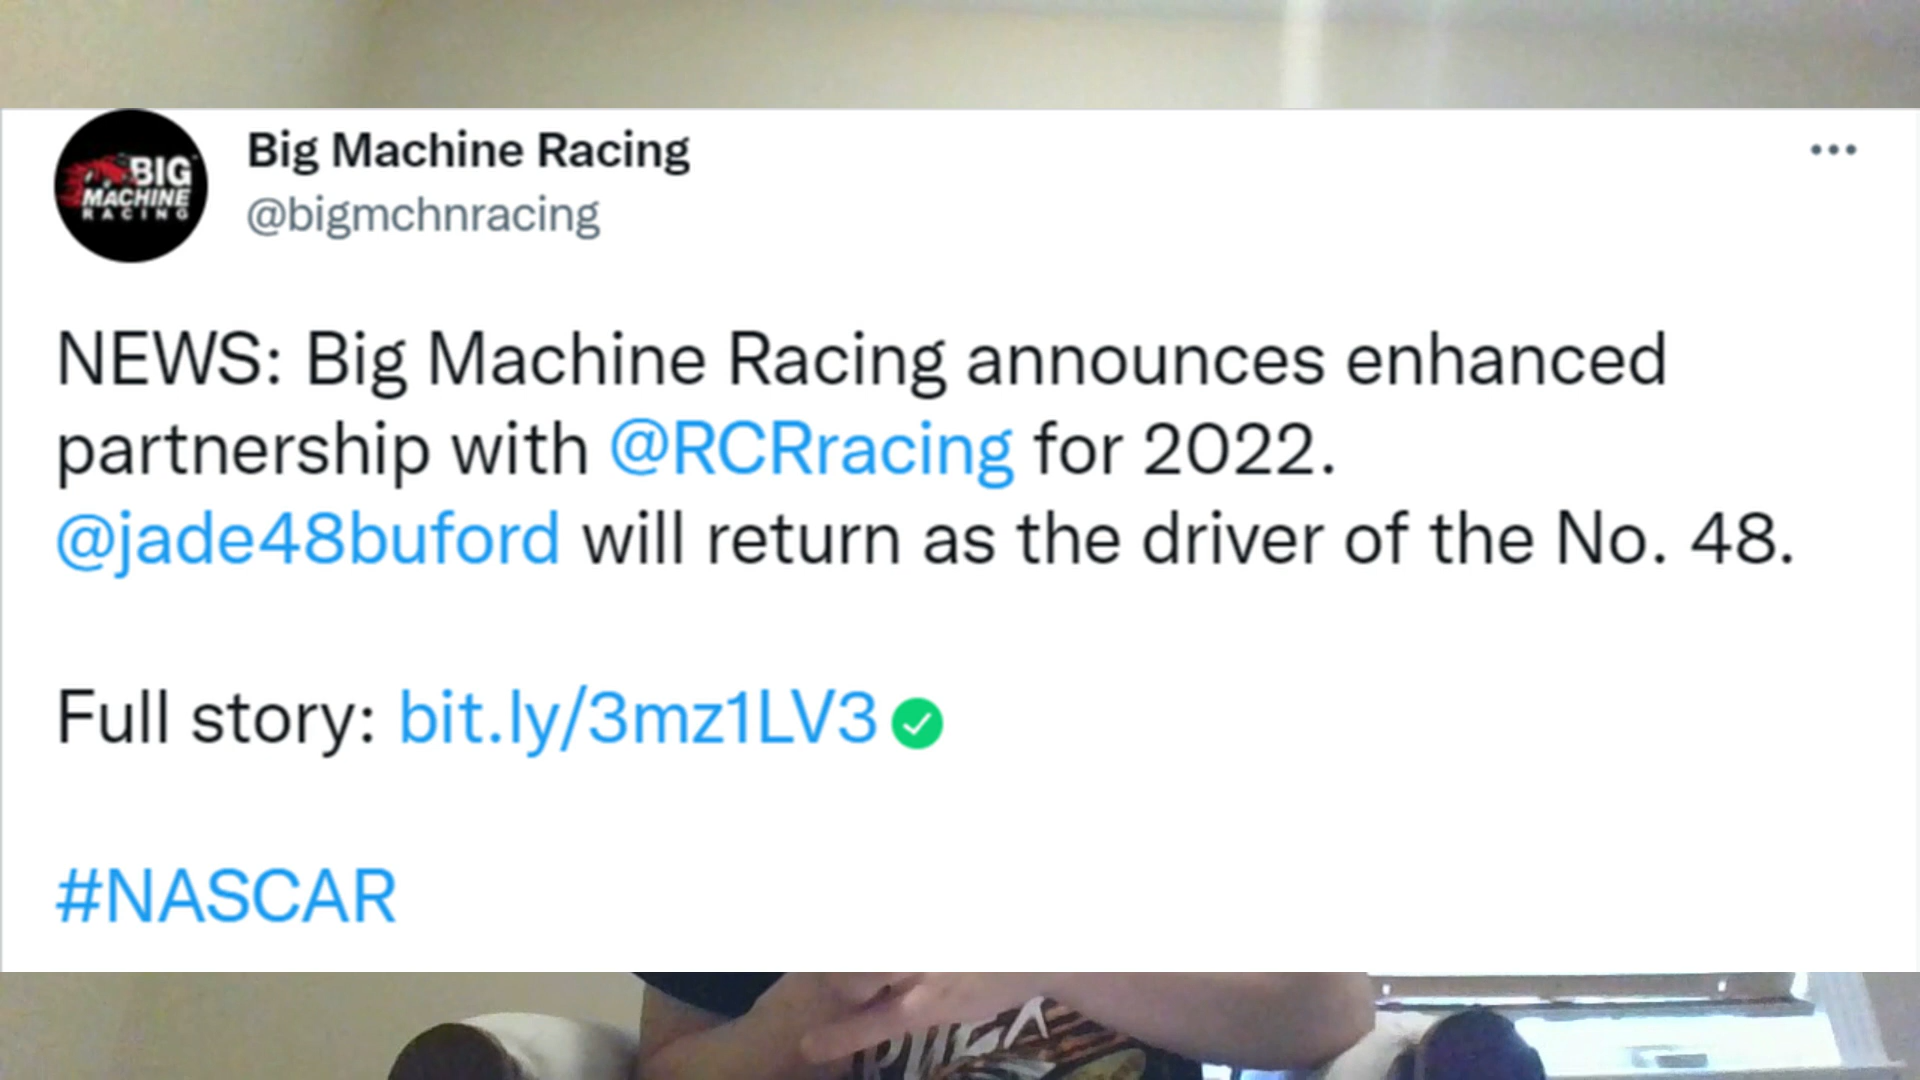 BIG
MACHINE
RACING
Big Machine Racing
@bigmchnracing
NEWS: Big Machine Racing announces enhanced
partnership with @RCRracing for 2022.
@jade48buford will return as the driver of the No. 48.
Full story: bit.ly/3mz1LV3
#NASCAR